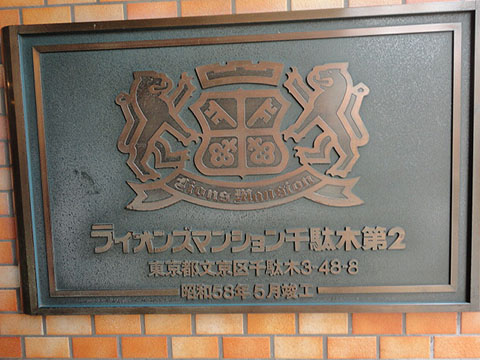 Lions Mansion
ライオンズマンション千駄木第2
東京都文京区千駄木3-48-8
昭和58年5月竣工